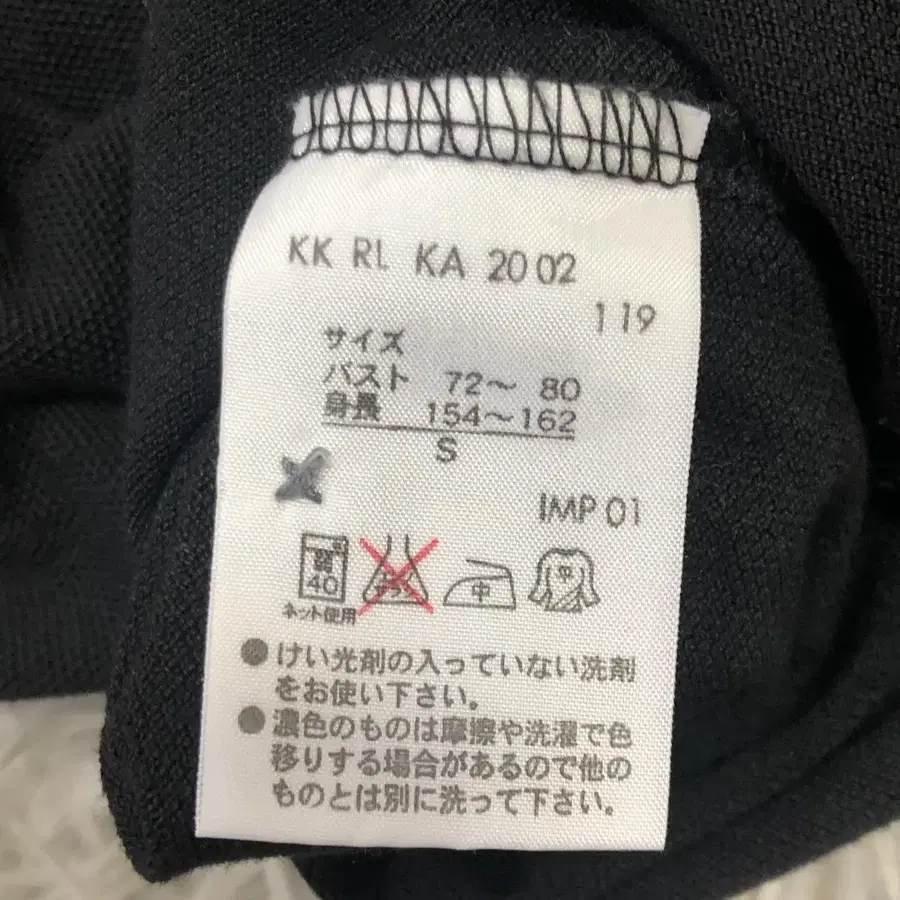 KK RL KA 20 02
119
サイズ
バスト 72〜 80
身長 154〜162
S
IMP 01
弱
40
中
平
ネット使用
●けい光剤の入っていない洗剤
をお使い下さい。
●濃色のものは摩擦や洗濯で色
移りする場合があるので他の
ものとは別に洗って下さい。